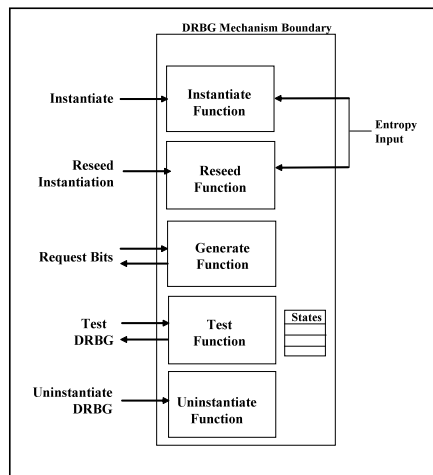 DRBG Mechanism Boundary
Instantiate
Instantiate
Function
Entropy
Input
Reseed
Instantiation
Reseed
Function
Request Bits
Generate
Function
Test
DRBG
Test
Function
States
Uninstantiate
DRBG
Uninstantiate
Function